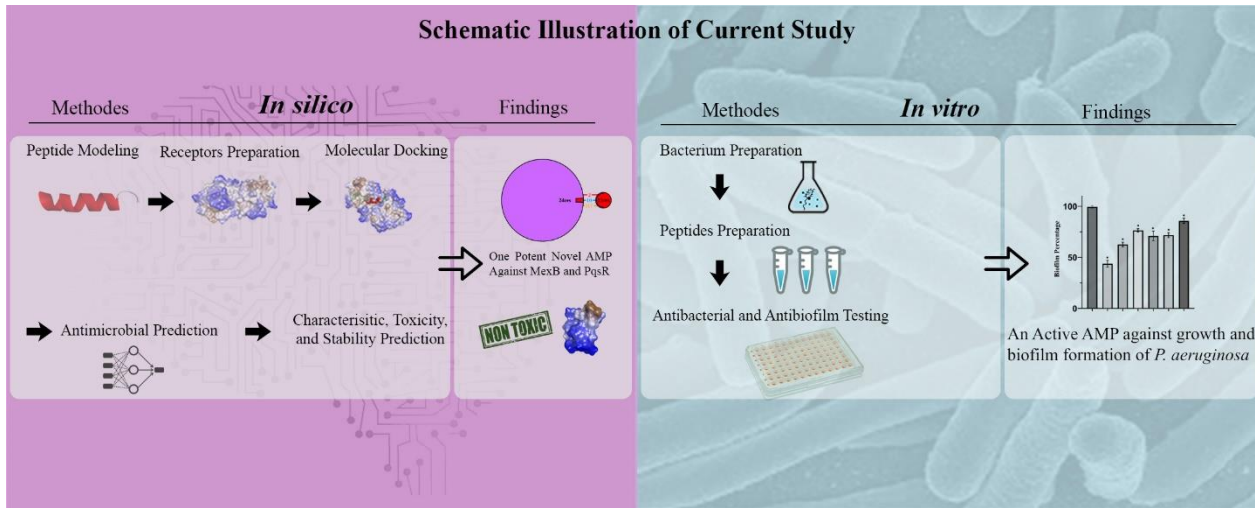 Schematic Illustration of Current Study
Methodes
In silico
Findings
Peptide Modeling
Receptors Preparation
Molecular Docking
Antimicrobial Prediction
Characterisitic, Toxicity,
and Stability Prediction
One Potent Novel AMP
Against MexB and PqsR
NON TOXIC
Methodes
In vitro
Findings
Bacterium Preparation
Peptides Preparation
Antibacterial and Antibiofilm Testing
Biofilm Percentage
100
50
0
An Active AMP against growth and
biofilm formation of P. aeruginosa